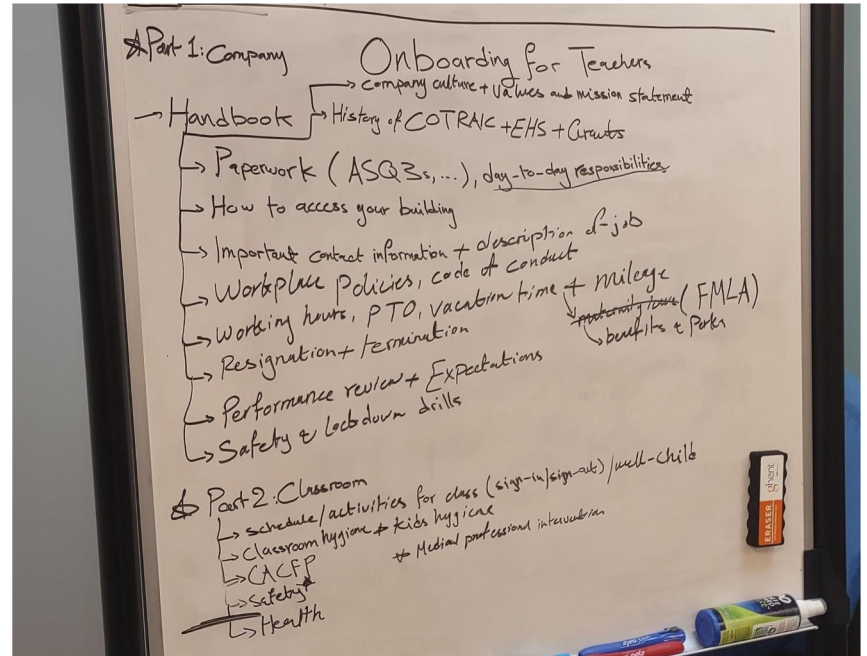 Onboarding for Teachers
☆ Part 1: Company
→ Handbook
→ Company culture + values and mission statement
→ History of COTRAIC + EHS + Grants
→ Paperwork (ASQ3s,...), day-to-day responsibilities
→ How to access your building
→ Important contact information + description of job
→ Workplace Policies, code of conduct
→ Working hours, PTO, vacation time + mileage
(FMLA)
→ benefits & Perks
→ Resignation + termination
→ Performance review + Expectations
→ Safety & Lockdown drills
☆ Part 2: Classroom
→ Schedule/activities for class (sign-in/sign-out)/well-child
→ Classroom hygiene + kids hygiene
+ Medical professional intervention
→ CACFP
→ Safety*
→ Health
ERASER ghent